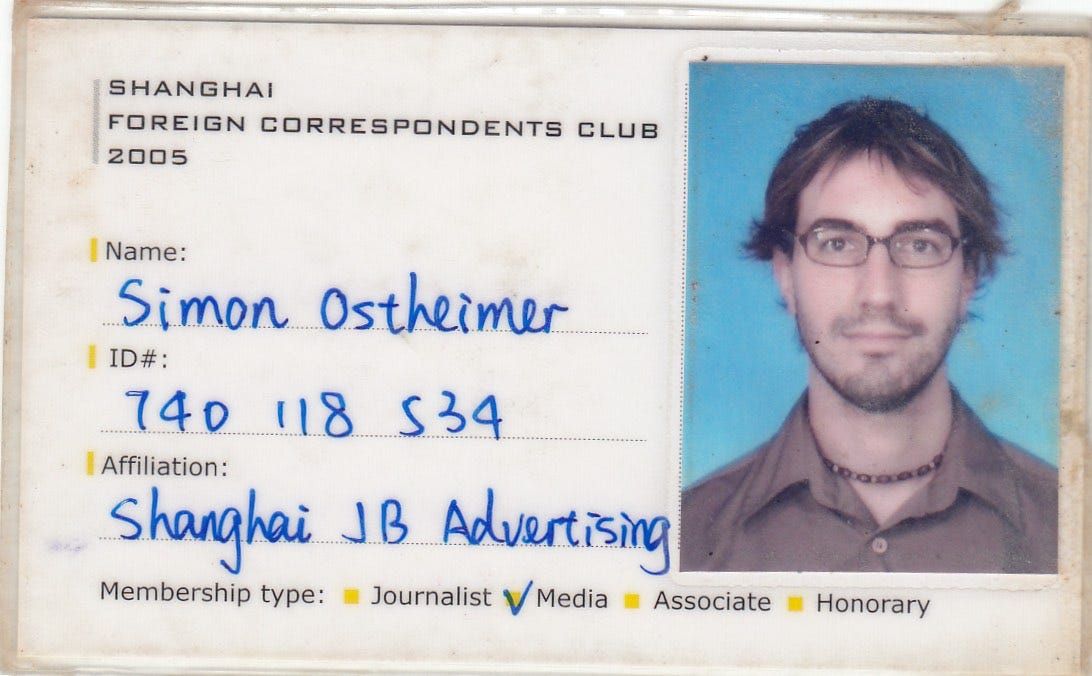 SHANGHAI
FOREIGN CORRESPONDENTS CLUB
2005
Name:
Simon Ostheimer
ID#:
740 118 534
Affiliation:
Shanghai JB Advertising
Membership type: Journalist Media Associate Honorary